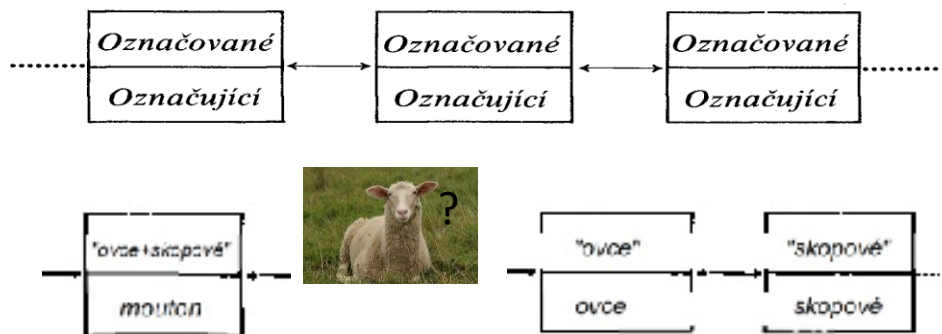 Označované Označované Označované
Označující Označující Označující
?
"ovce+skopové" "ovce" "skopové"
mouton ovce skopové